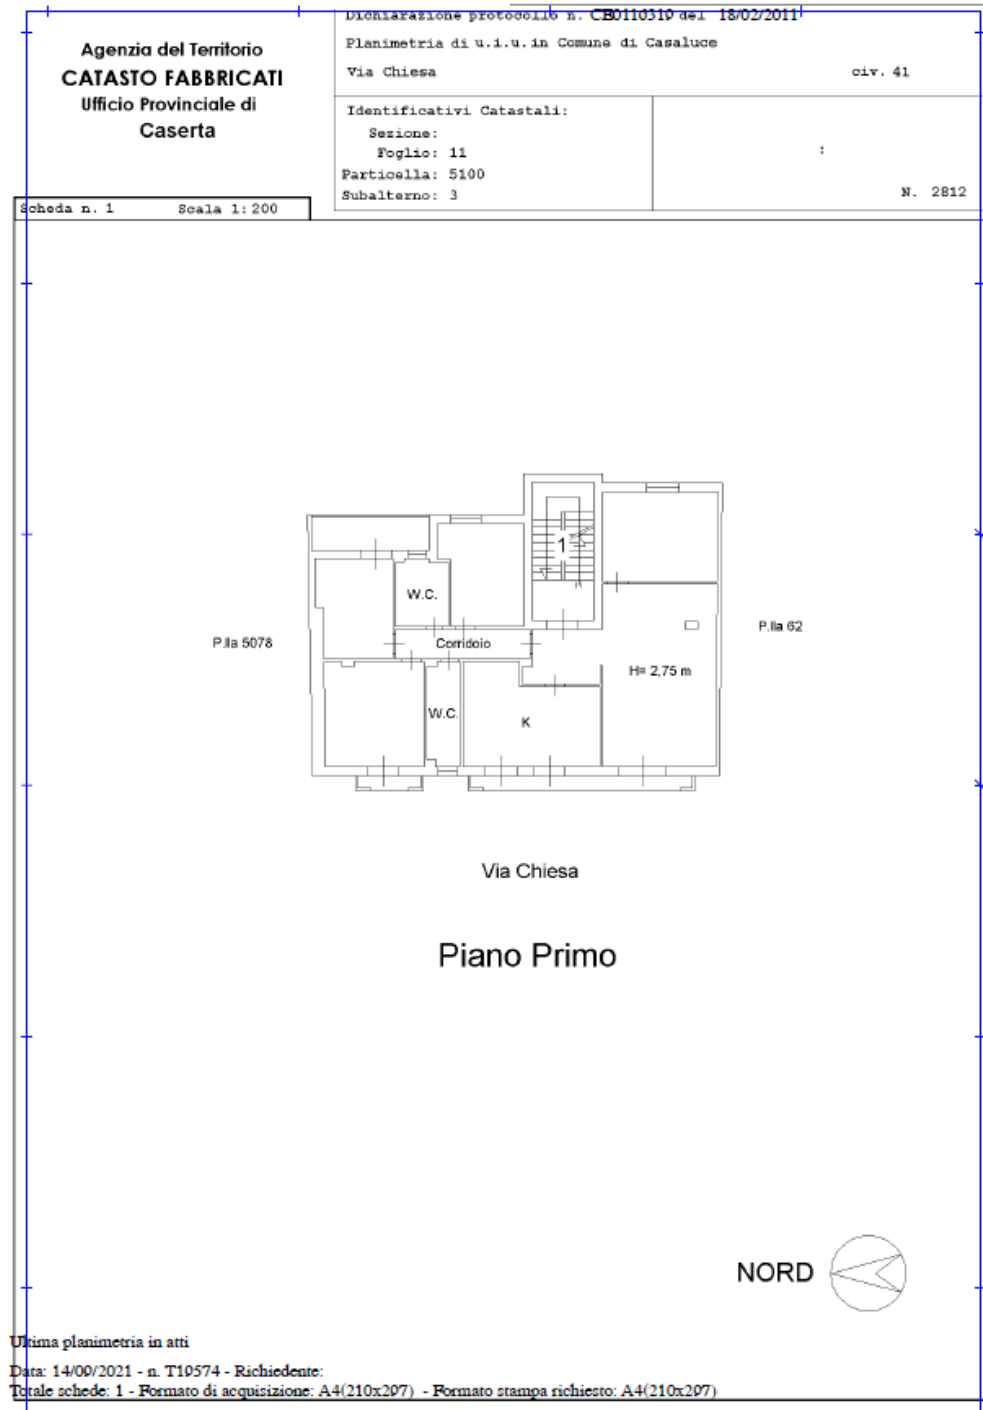 Dichiarazione protocollo n. CE0110319 del 18/02/2011
Agenzia del Territorio
CATASTO FABBRICATI
Ufficio Provinciale di
Caserta
Planimetria di u.i.u. in Comune di Casaluce
Via Chiesa civ. 41
Identificativi Catastali:
Sezione:
Foglio: 11
Particella: 5100
Subalterno: 3
:
N. 2812
Scheda n. 1 Scala 1:200
1
W.C.
P.lla 5078
Corridoio
P.lla 62
H= 2,75 m
W.C.
K
Via Chiesa
Piano Primo
NORD
Ultima planimetria in atti
Data: 14/09/2021 - n. T19574 - Richiedente:
Totale schede: 1 - Formato di acquisizione: A4(210x297) - Formato stampa richiesto: A4(210x297)